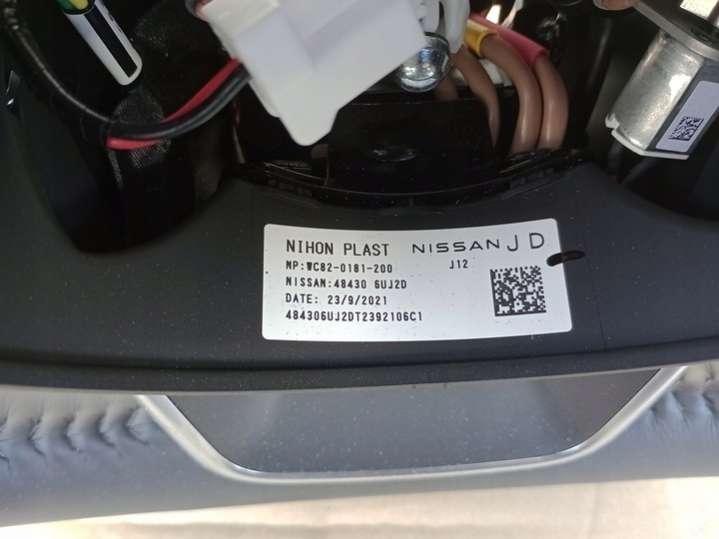 NIHON PLAST NISSAN J D
NP:WC82-0181-200 J12
NISSAN:48430 6UJ2D
DATE: 23/9/2021
484306UJ2DT2392106C1